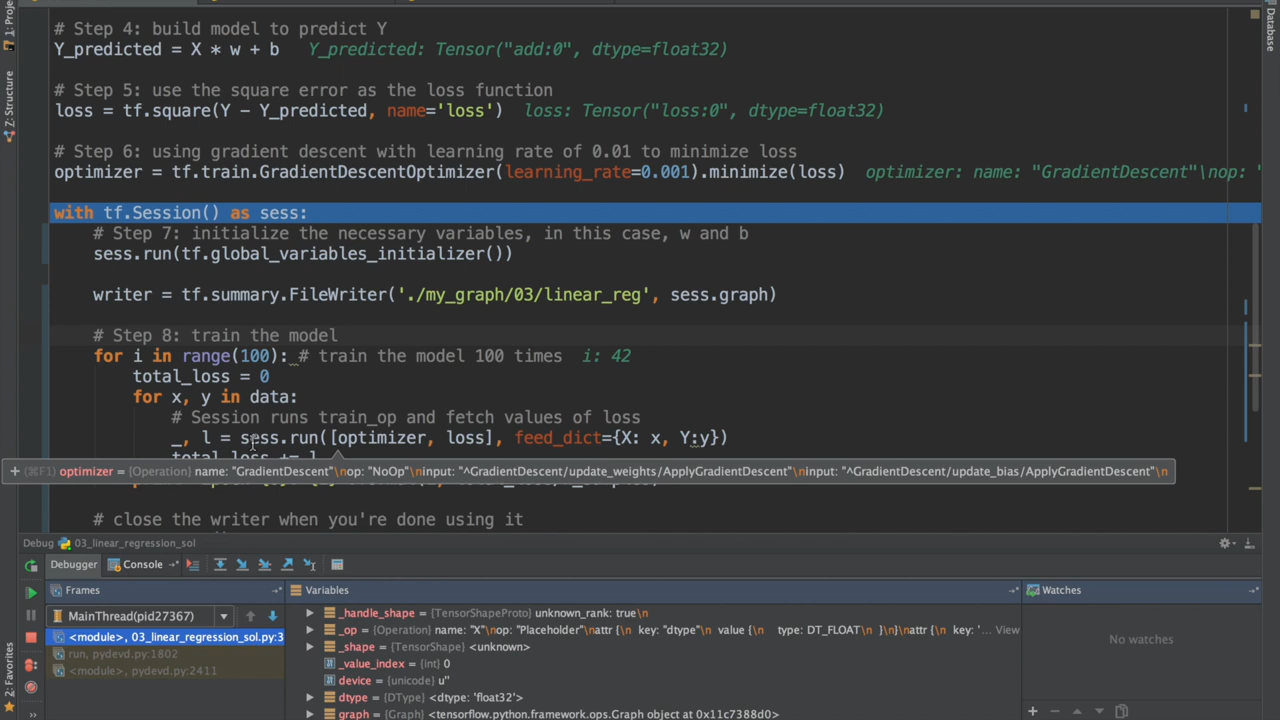 # Step 4: build model to predict Y
Y_predicted = X * w + b   Y_predicted: Tensor("add:0", dtype=float32)
# Step 5: use the square error as the loss function
loss = tf.square(Y - Y_predicted, name='loss')   loss: Tensor("loss:0", dtype=float32)
# Step 6: using gradient descent with learning rate of 0.01 to minimize loss
optimizer = tf.train.GradientDescentOptimizer(learning_rate=0.001).minimize(loss)   optimizer: name: "GradientDescent"\nop: "
with tf.Session() as sess:
# Step 7: initialize the necessary variables, in this case, w and b
sess.run(tf.global_variables_initializer())
writer = tf.summary.FileWriter('./my_graph/03/linear_reg', sess.graph)
# Step 8: train the model
for i in range(100): # train the model 100 times   i: 42
total_loss = 0
for x, y in data:
# Session runs train_op and fetch values of loss
_, l = sess.run([optimizer, loss], feed_dict={X: x, Y:y})
total_loss += l
+ (⌘F1) optimizer = {Operation} name: "GradientDescent"\nop: "NoOp"\ninput: "^GradientDescent/update_weights/ApplyGradientDescent"\ninput: "^GradientDescent/update_bias/ApplyGradientDescent"\n
# close the writer when you're done using it
1: Proje
Z: Structure
2: Favorites
Database
Debug 03_linear_regression_sol
Debugger Console
Frames
MainThread(pid27367)
<module>, 03_linear_regression_sol.py:3
run, pydevd.py:1802
<module>, pydevd.py:2411
Variables
_handle_shape = {TensorShapeProto} unknown_rank: true\n
_op = {Operation} name: "X"\nop: "Placeholder"\nattr {\n  key: "dtype"\n  value {\n    type: DT_FLOAT\n  }\n}\nattr {\n  key: '... View
_shape = {TensorShape} <unknown>
_value_index = {int} 0
device = {unicode} u''
dtype = {DType} <dtype: 'float32'>
graph = {Graph} <tensorflow.python.framework.ops.Graph object at 0x11c7388d0>
Watches
No watches